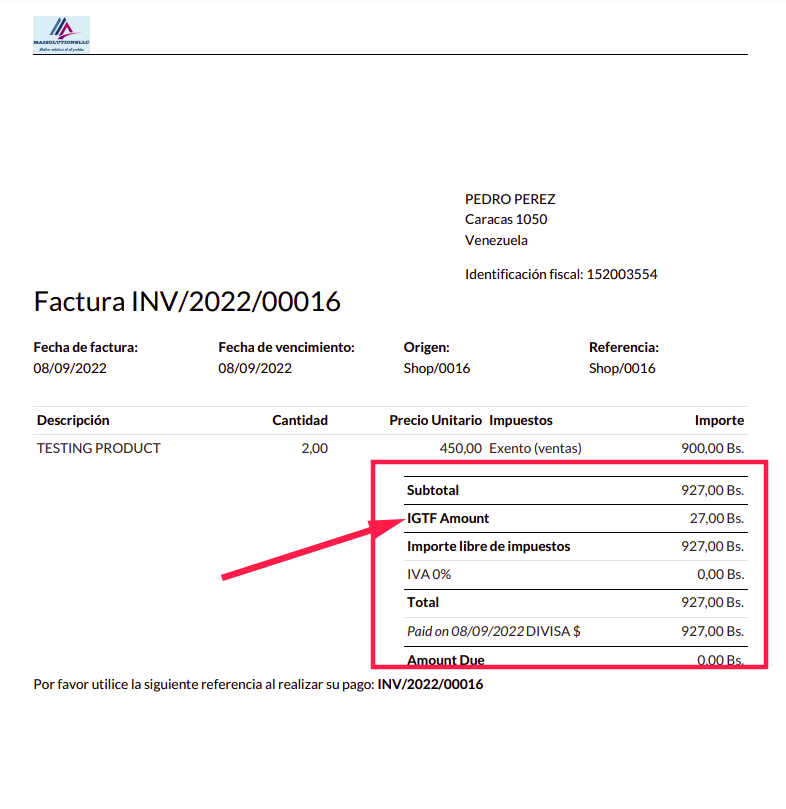 MAISOLUTIONSLLC
PEDRO PEREZ
Caracas 1050
Venezuela
Identificación fiscal: 152003554
Factura INV/2022/00016
Fecha de factura: Fecha de vencimiento: Origen: Referencia:
08/09/2022 08/09/2022 Shop/0016 Shop/0016
Descripción Cantidad Precio Unitario Impuestos Importe
TESTING PRODUCT 2,00 450,00 Exento (ventas) 900,00 Bs.
Subtotal 927,00 Bs.
IGTF Amount 27,00 Bs.
Importe libre de impuestos 927,00 Bs.
IVA 0% 0,00 Bs.
Total 927,00 Bs.
Paid on 08/09/2022 DIVISA $ 927,00 Bs.
Amount Due 0,00 Bs.
Por favor utilice la siguiente referencia al realizar su pago: INV/2022/00016